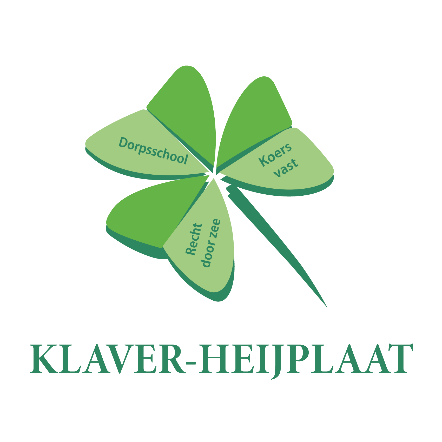 Dorpsschool
Koers
vast
Recht
door zee
KLAVER-HEIJPLAAT